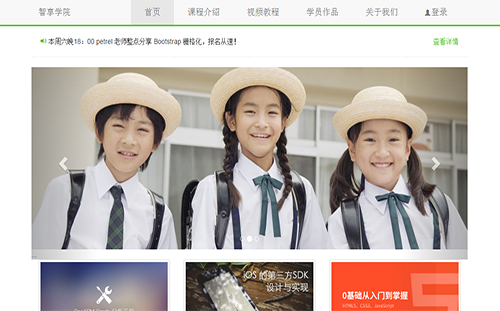 智享学院
首页
课程介绍
视频教程
学员作品
关于我们
登录
本周六晚18：00 petrel 老师整点分享 Bootstrap 栅格化，报名从速！
查看详情
iOS 的第三方SDK
设计与实现
0基础从入门到掌握
HTML5、CSS3、JavaScript